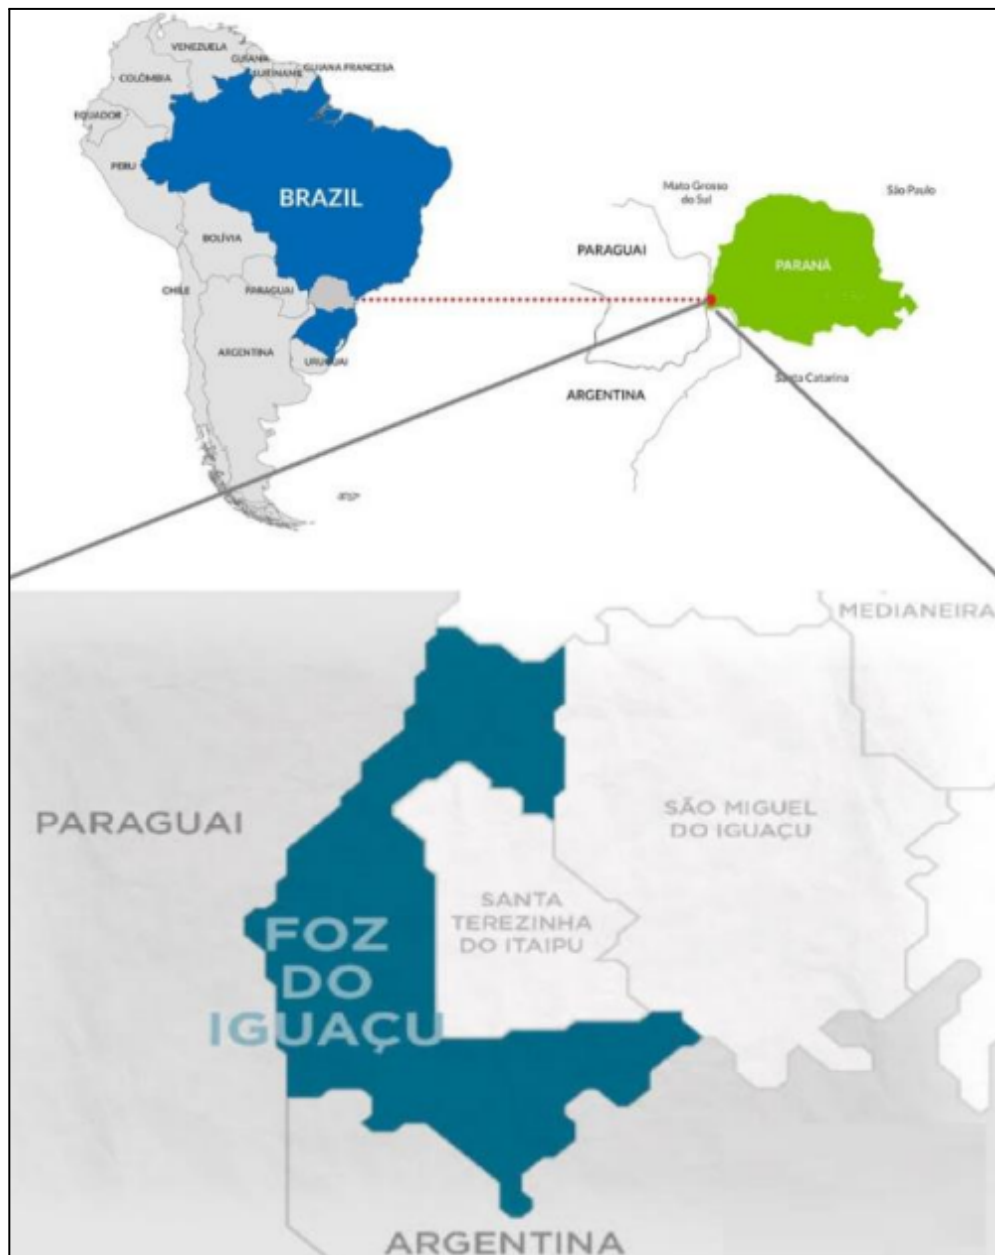 VENEZUELA
GUIANA
SURINAME
GUIANA FRANCESA
COLÔMBIA
EQUADOR
PERU
BRAZIL
BOLÍVIA
CHILE
PARAGUAI
ARGENTINA
URUGUAI
Mato Grosso
do Sul
São Paulo
PARAGUAI
PARANÁ
ARGENTINA
Santa Catarina
MEDIANEIRA
PARAGUAI
SÃO MIGUEL
DO IGUAÇU
SANTA
TEREZINHA
DO ITAIPU
FOZ
DO
IGUAÇU
ARGENTINA